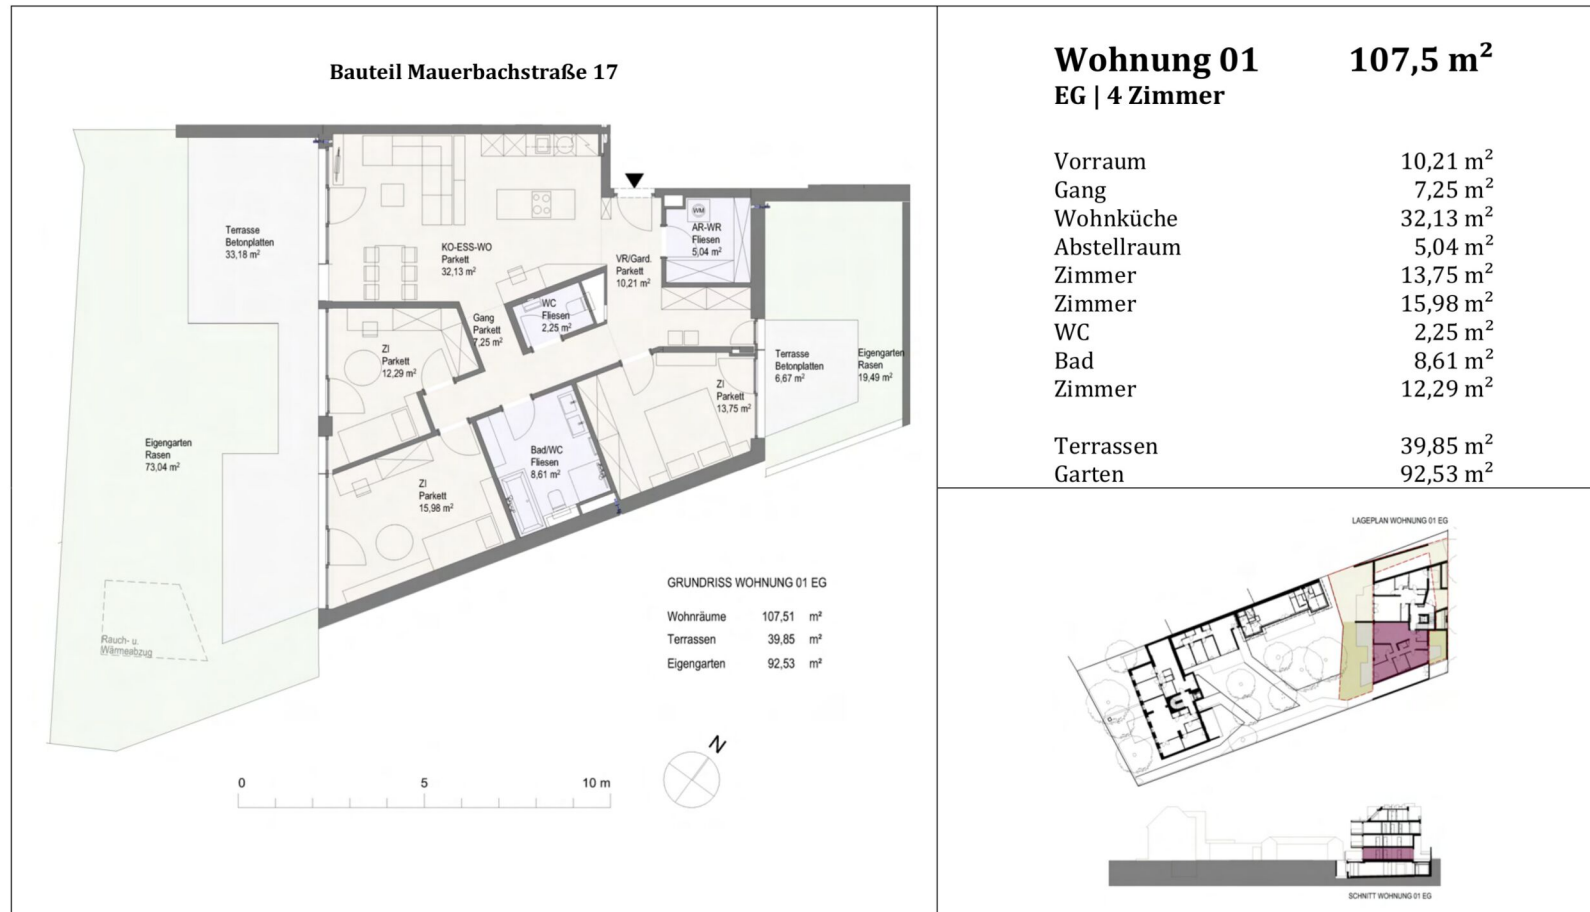 Bauteil Mauerbachstraße 17
Terrasse
Betonplatten
33,18 m²
KO-ESS-WO
Parkett
32,13 m²
VR/Gard.
Parkett
10,21 m²
WM
AR-WR
Fliesen
5,04 m²
WC
Fliesen
2,25 m²
Gang
Parkett
7,25 m²
ZI
Parkett
12,29 m²
Terrasse
Betonplatten
6,67 m²
Eigengarten
Rasen
19,49 m²
ZI
Parkett
13,75 m²
Eigengarten
Rasen
73,04 m²
Bad/WC
Fliesen
8,61 m²
ZI
Parkett
15,98 m²
Rauch- u.
Wärmeabzug
GRUNDRISS WOHNUNG 01 EG
Wohnräume 107,51 m²
Terrassen 39,85 m²
Eigengarten 92,53 m²
N
0 5 10 m
Wohnung 01 107,5 m²
EG | 4 Zimmer
Vorraum 10,21 m²
Gang 7,25 m²
Wohnküche 32,13 m²
Abstellraum 5,04 m²
Zimmer 13,75 m²
Zimmer 15,98 m²
WC 2,25 m²
Bad 8,61 m²
Zimmer 12,29 m²
Terrassen 39,85 m²
Garten 92,53 m²
LAGEPLAN WOHNUNG 01 EG
SCHNITT WOHNUNG 01 EG